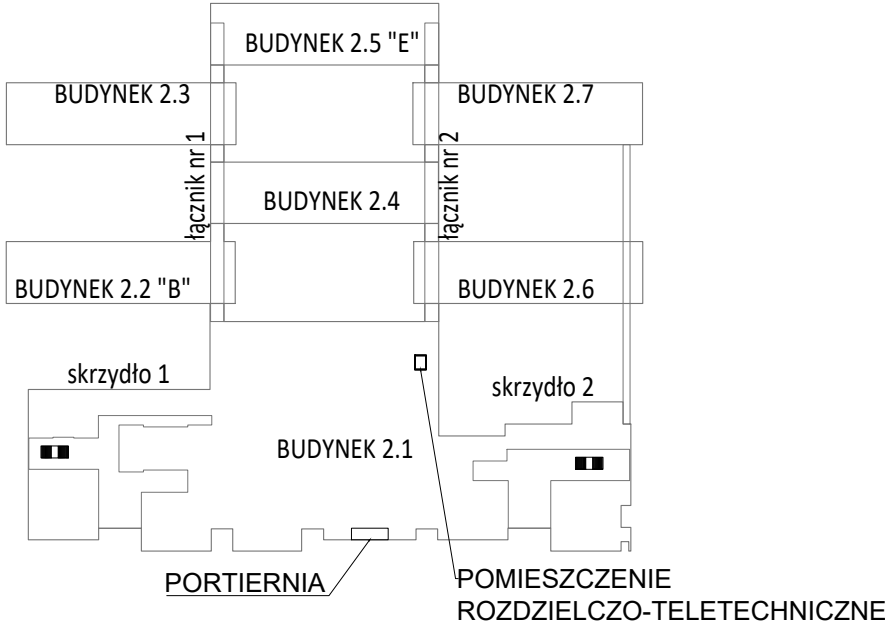 BUDYNEK 2.5 "E"
BUDYNEK 2.3
BUDYNEK 2.7
łącznik nr 1
łącznik nr 2
BUDYNEK 2.4
BUDYNEK 2.2 "B"
BUDYNEK 2.6
skrzydło 1
skrzydło 2
BUDYNEK 2.1
PORTIERNIA
POMIESZCZENIE
ROZDZIELCZO-TELETECHNICZNE